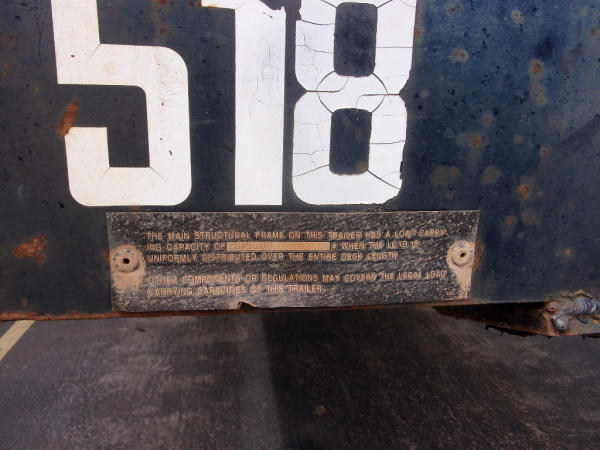 518
THE MAIN STRUCTURAL FRAME ON THIS TRAILER HAS A LOAD CARRY-
ING CAPACITY OF # WHEN THE LOAD IS
UNIFORMLY DISTRIBUTED OVER THE ENTIRE DECK LENGTH.
OTHER COMPONENTS OR REGULATIONS MAY GOVERN THE LEGAL LOAD
CARRYING CAPACITIES OF THIS TRAILER.